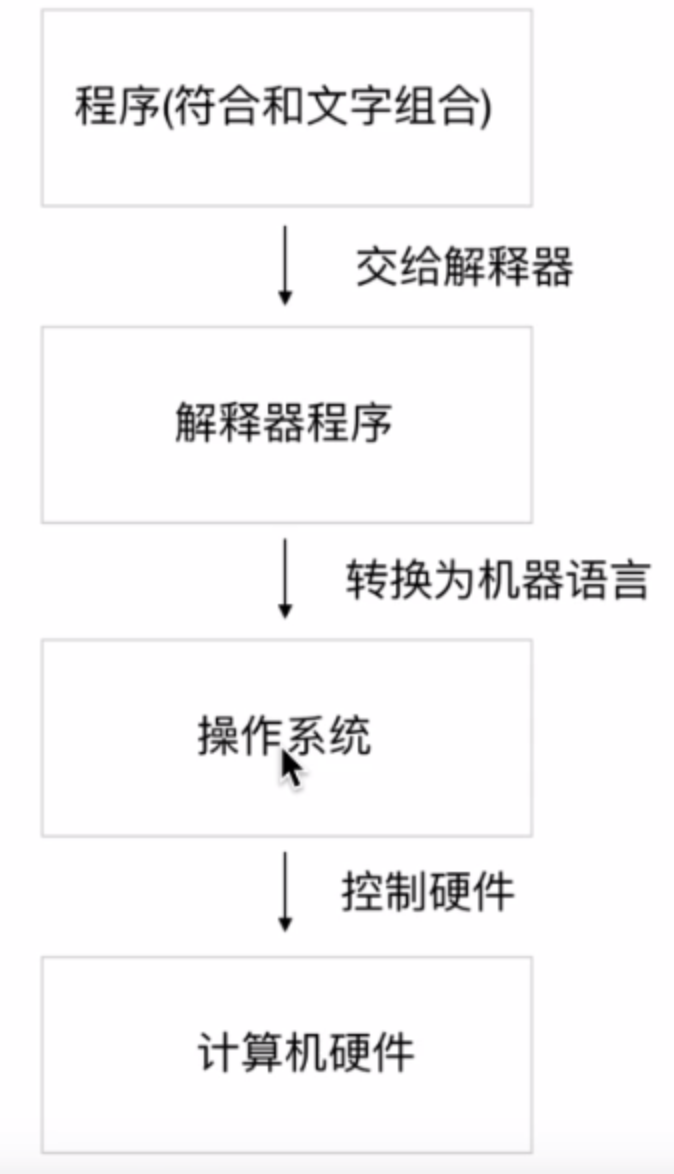 程序(符合和文字组合)
交给解释器
解释器程序
转换为机器语言
操作系统
控制硬件
计算机硬件